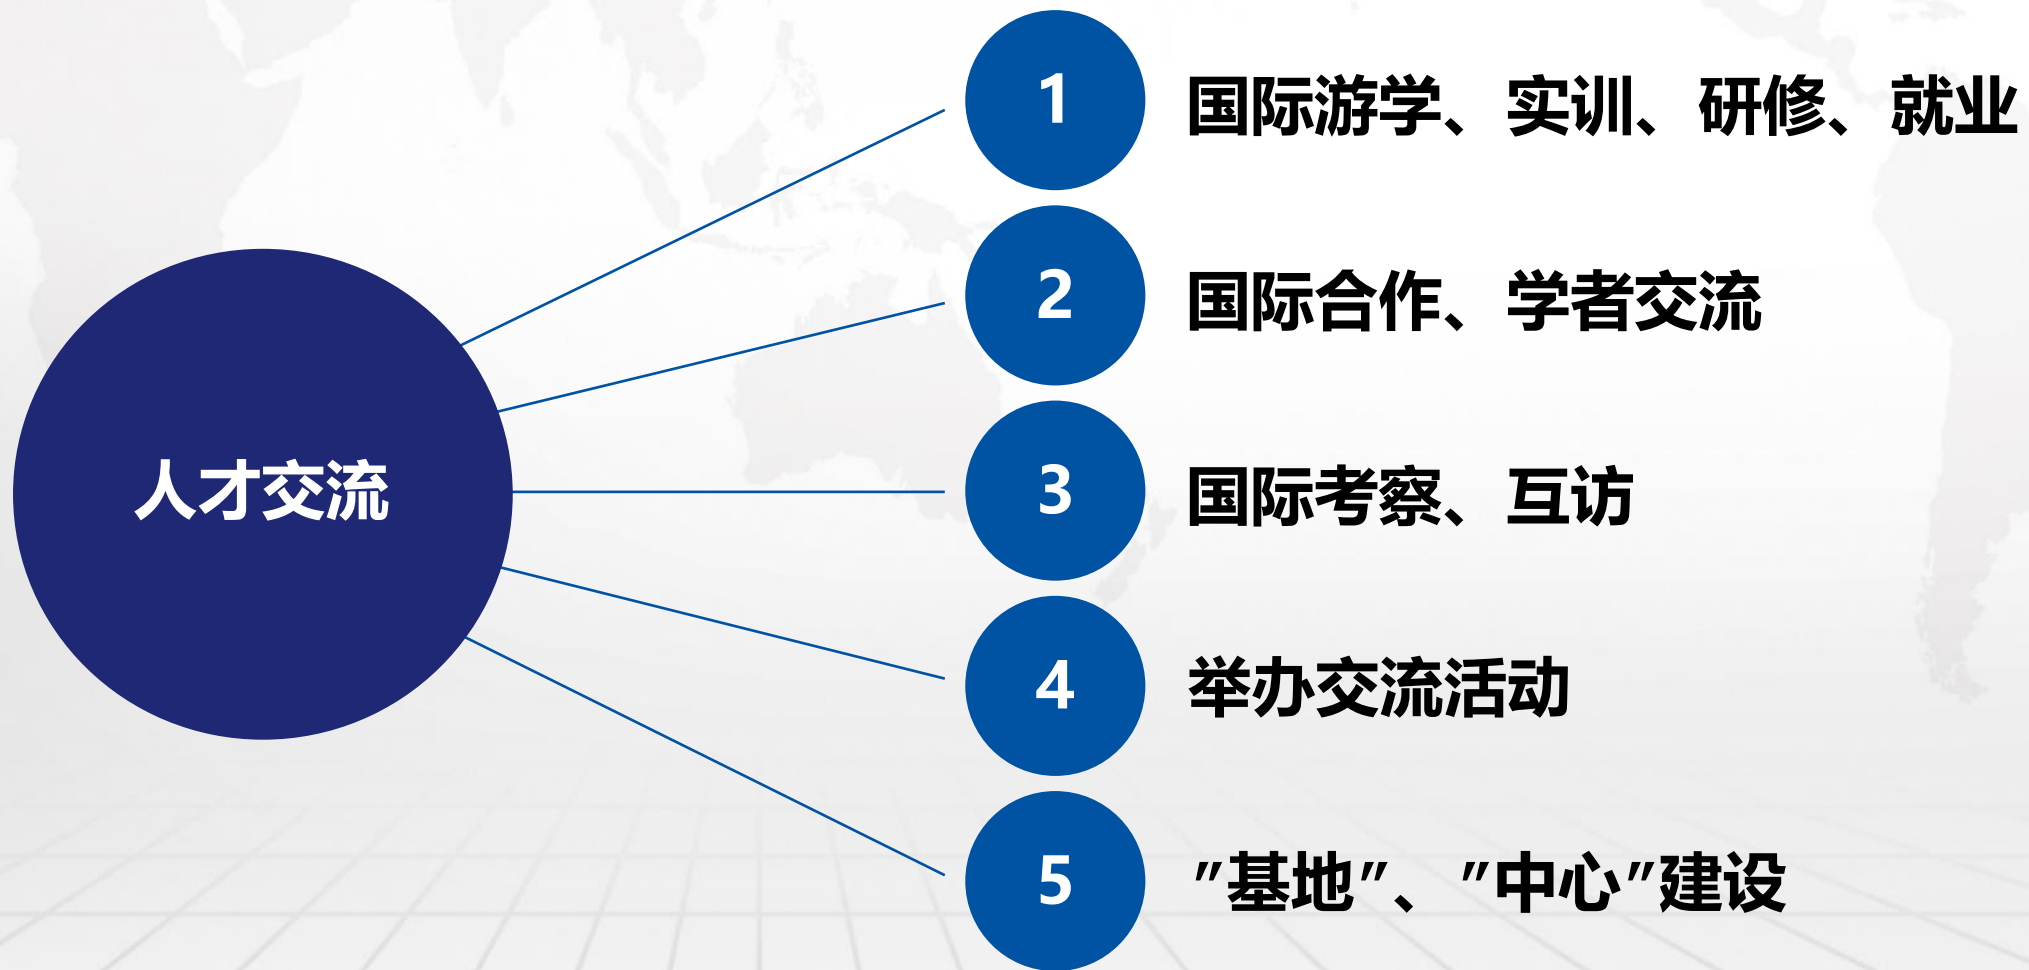 人才交流
1
国际游学、实训、研修、就业
2
国际合作、学者交流
3
国际考察、互访
4
举办交流活动
5
"基地"、"中心"建设